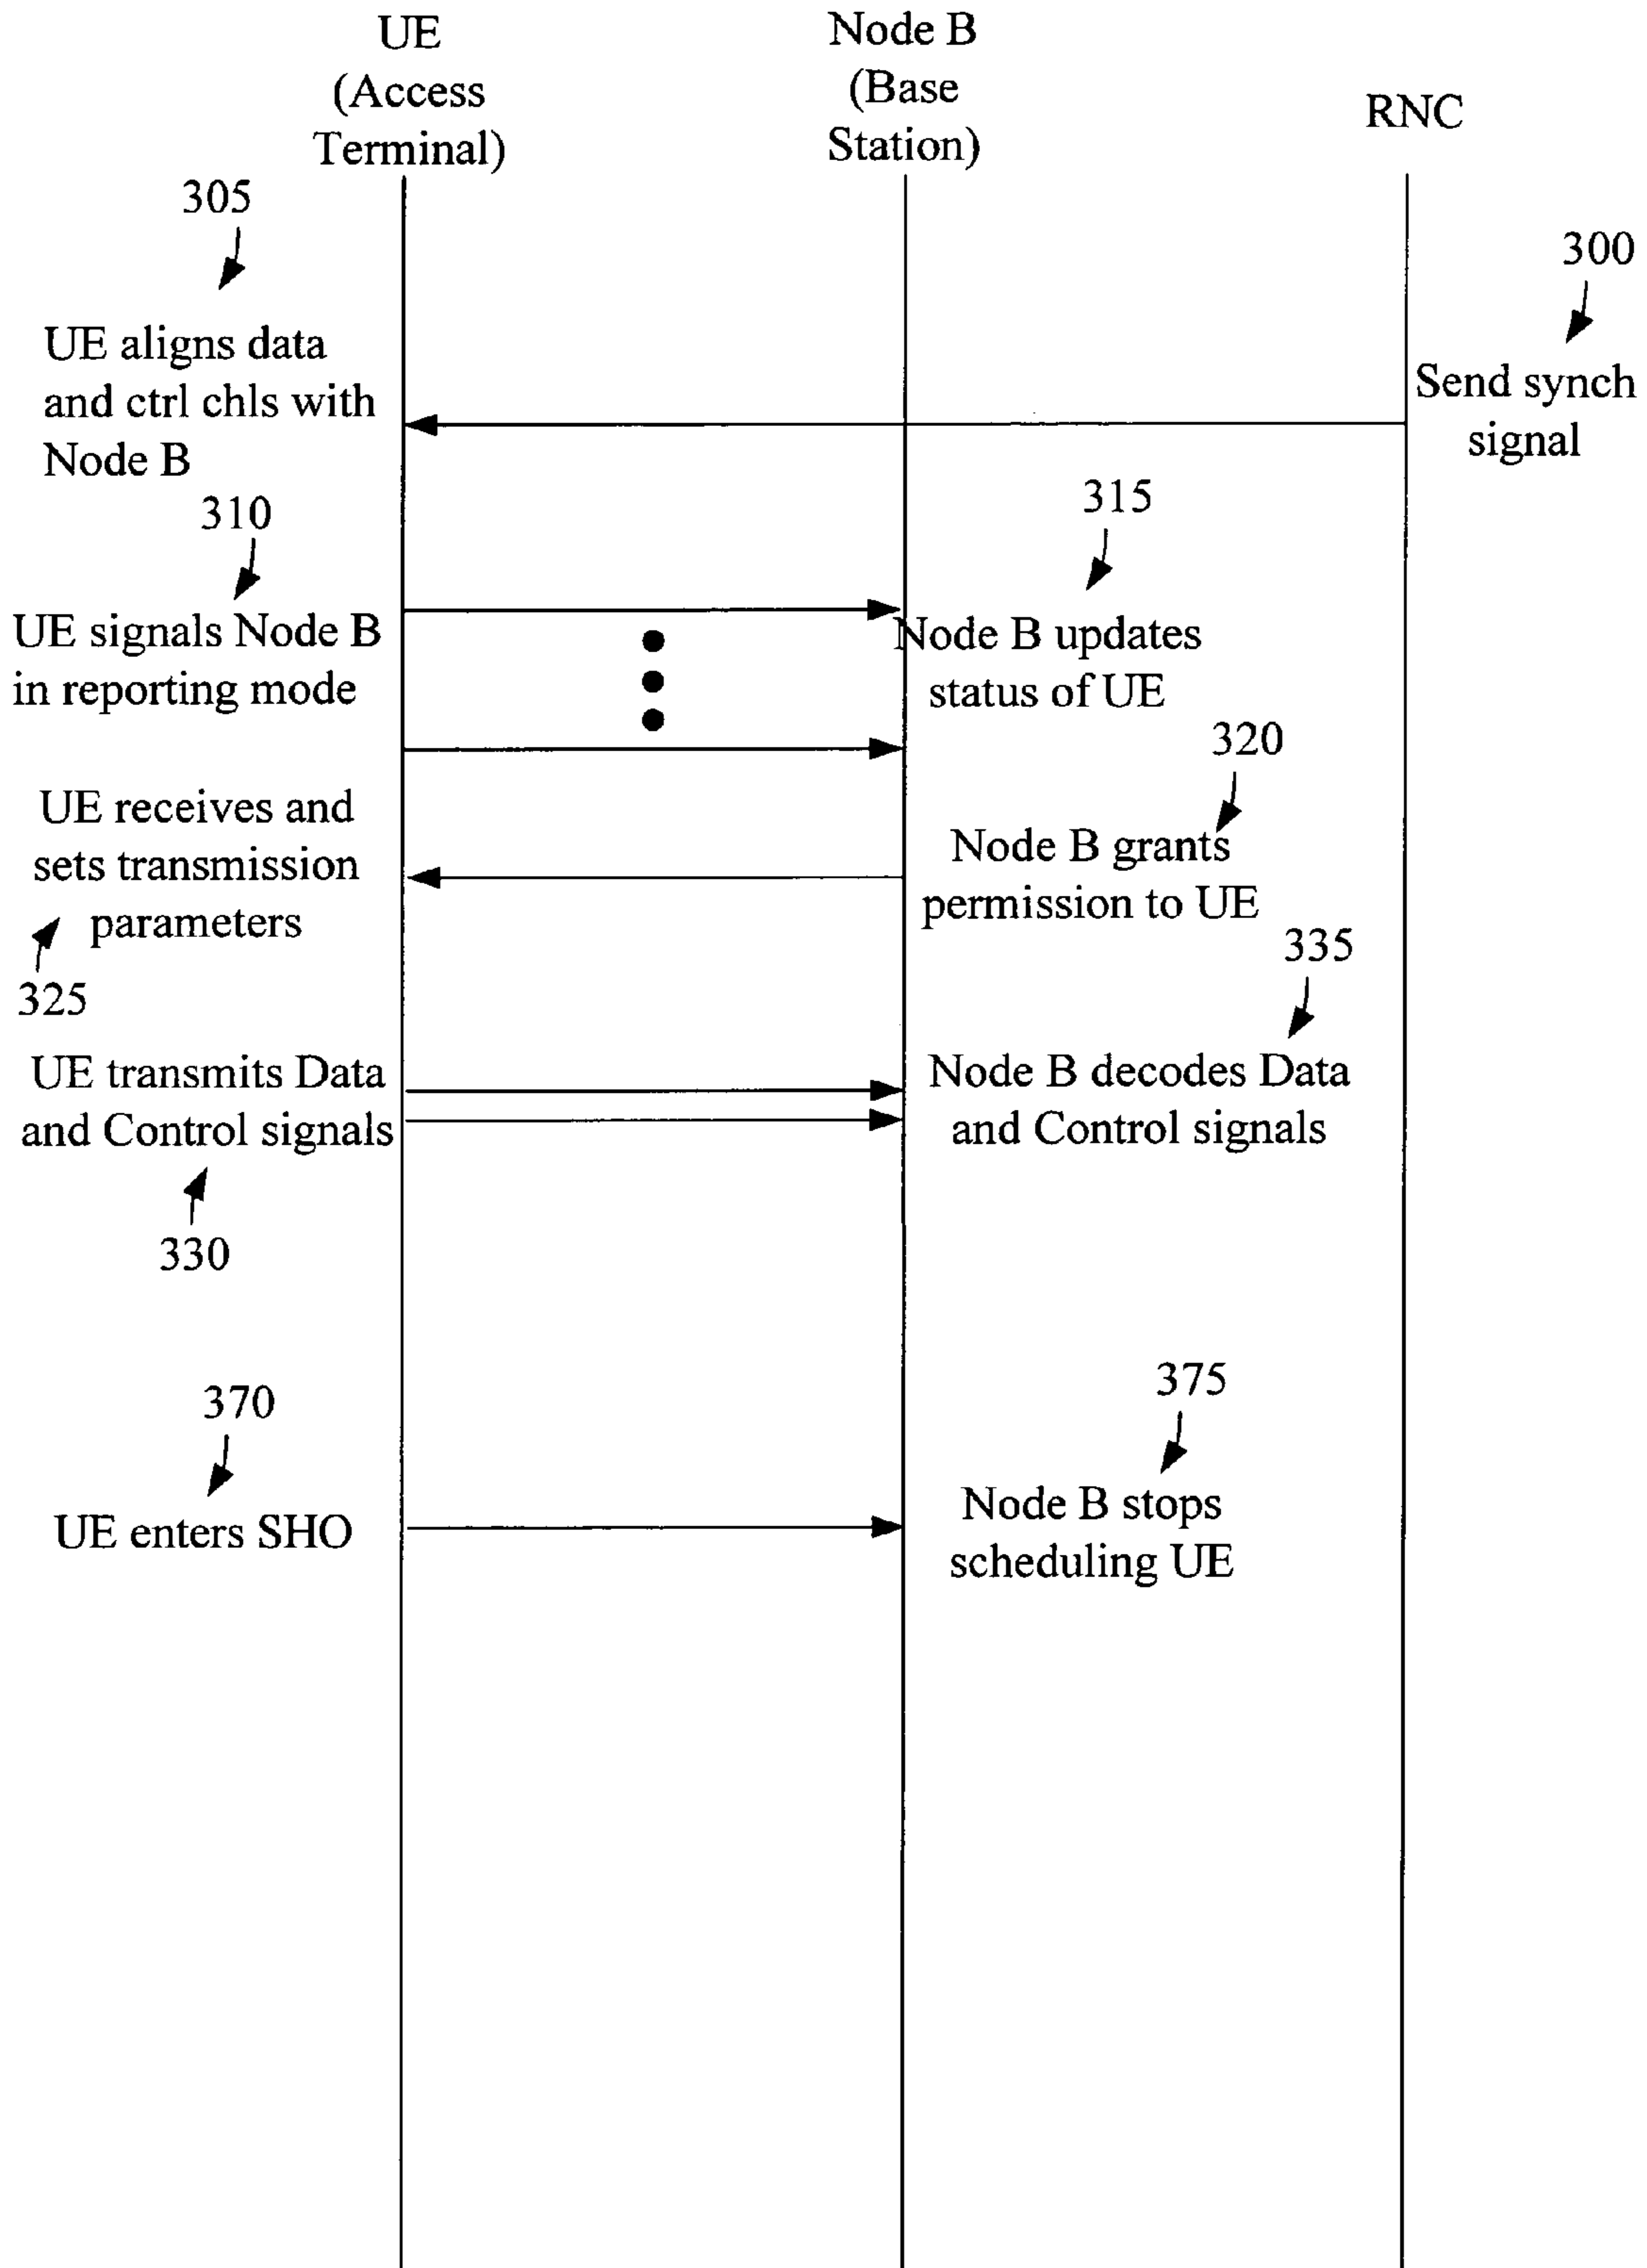 UE
(Access
Terminal)
Node B
(Base
Station)
RNC
305
300
UE aligns data
and ctrl chls with
Node B
Send synch
signal
310
315
UE signals Node B
in reporting mode
Node B updates
status of UE
320
UE receives and
sets transmission
parameters
325
Node B grants
permission to UE
335
UE transmits Data
and Control signals
330
Node B decodes Data
and Control signals
370
375
UE enters SHO
Node B stops
scheduling UE